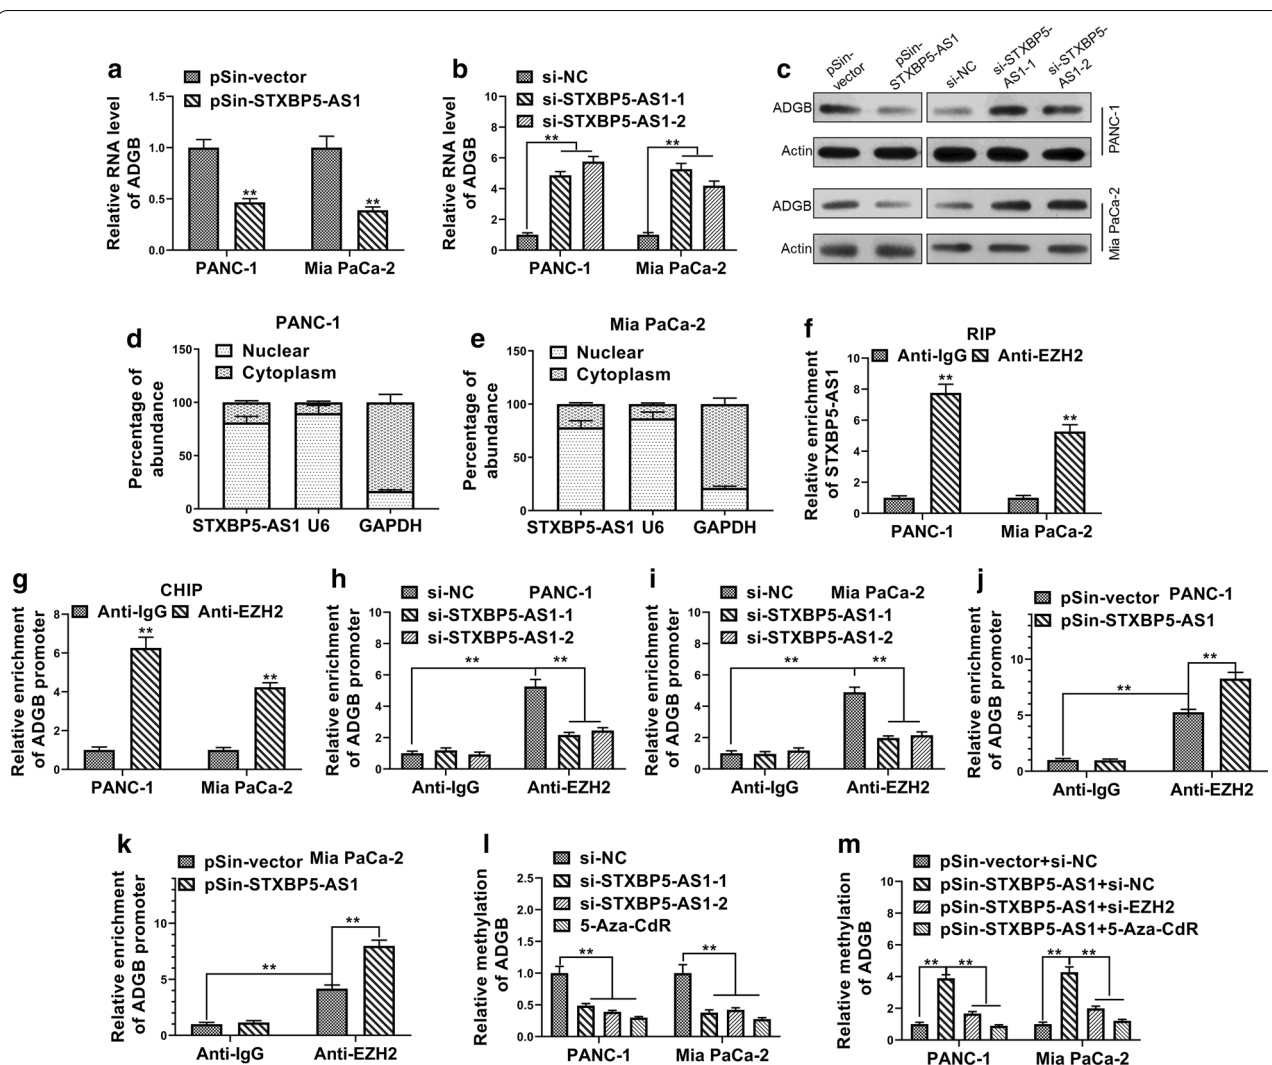 a
pSin-vector
pSin-STXBP5-AS1
Relative RNA level
of ADGB
1.5
1.0
0.5
0.0
**
**
PANC-1
Mia PaCa-2
b
si-NC
si-STXBP5-AS1-1
si-STXBP5-AS1-2
Relative RNA level
of ADGB
10
8
6
4
2
0
**
**
PANC-1
Mia PaCa-2
c
pSin-
vector
pSin-
STXBP5-AS1
si-NC
si-STXBP5-
AS1-1
si-STXBP5-
AS1-2
ADGB
Actin
PANC-1
ADGB
Actin
Mia PaCa-2
d
PANC-1
Nuclear
Cytoplasm
Percentage of
abundance
150
100
50
0
STXBP5-AS1
U6
GAPDH
e
Mia PaCa-2
Nuclear
Cytoplasm
Percentage of
abundance
150
100
50
0
STXBP5-AS1
U6
GAPDH
f
RIP
Anti-IgG
Anti-EZH2
Relative enrichment
of STXBP5-AS1
10
8
6
4
2
0
**
**
PANC-1
Mia PaCa-2
g
CHIP
Anti-IgG
Anti-EZH2
Relative enrichment
of ADGB promoter
8
6
4
2
0
**
**
PANC-1
Mia PaCa-2
h
si-NC
PANC-1
si-STXBP5-AS1-1
si-STXBP5-AS1-2
Relative enrichment
of ADGB promoter
10
8
6
4
2
0
**
**
Anti-IgG
Anti-EZH2
i
si-NC
Mia PaCa-2
si-STXBP5-AS1-1
si-STXBP5-AS1-2
Relative enrichment
of ADGB promoter
10
8
6
4
2
0
**
**
Anti-IgG
Anti-EZH2
j
pSin-vector
PANC-1
pSin-STXBP5-AS1
Relative enrichment
of ADGB promoter
10
5
0
**
**
Anti-IgG
Anti-EZH2
k
pSin-vector
Mia PaCa-2
pSin-STXBP5-AS1
Relative enrichment
of ADGB promoter
10
5
0
**
**
Anti-IgG
Anti-EZH2
l
si-NC
si-STXBP5-AS1-1
si-STXBP5-AS1-2
5-Aza-CdR
Relative methylation
of ADGB
2.5
2.0
1.5
1.0
0.5
0.0
**
**
PANC-1
Mia PaCa-2
m
pSin-vector+si-NC
pSin-STXBP5-AS1+si-NC
pSin-STXBP5-AS1+si-EZH2
pSin-STXBP5-AS1+5-Aza-CdR
Relative methylation
of ADGB
10
8
6
4
2
0
**
**
**
**
PANC-1
Mia PaCa-2